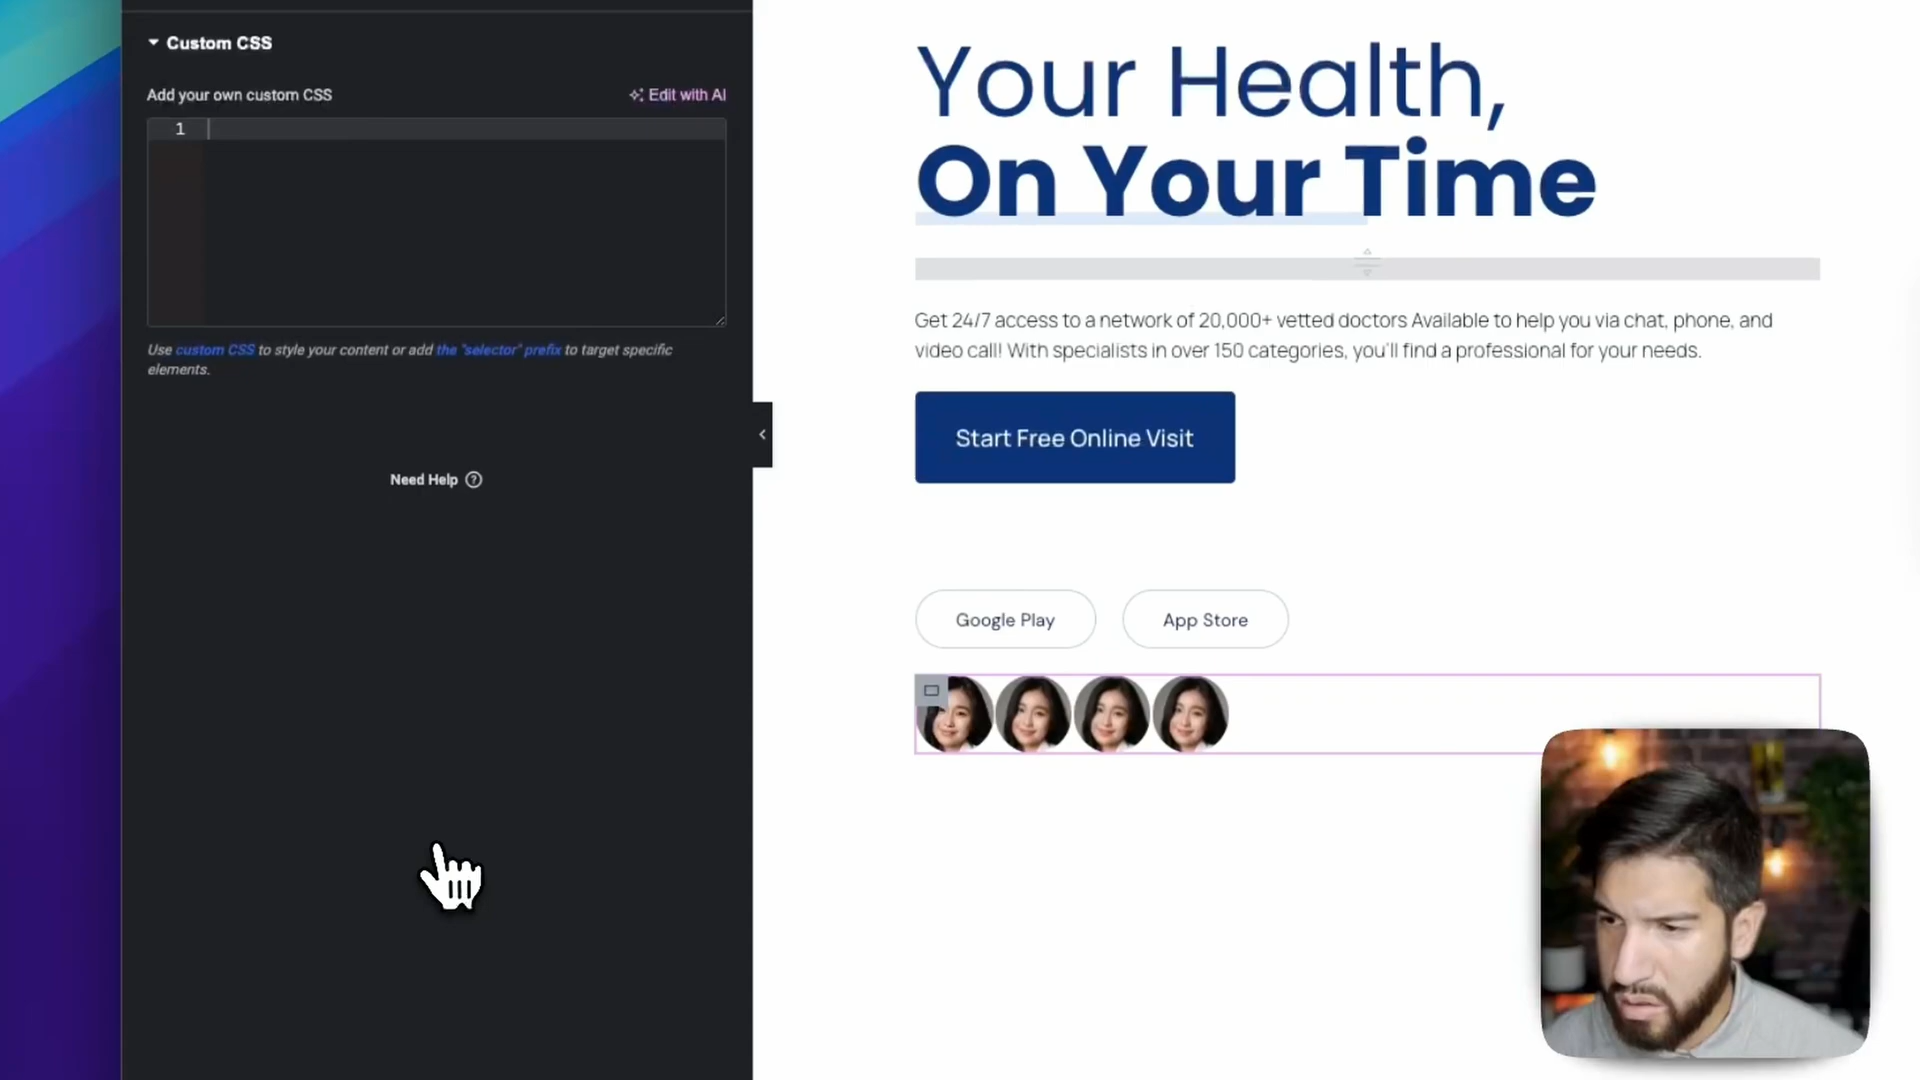 Custom CSS
Add your own custom CSS
Edit with AI
1
Use custom CSS to style your content or add the "selector" prefix to target specific
elements.
Need Help ?
Your Health,
On Your Time
Get 24/7 access to a network of 20,000+ vetted doctors Available to help you via chat, phone, and
video call! With specialists in over 150 categories, you'll find a professional for your needs.
Start Free Online Visit
Google Play
App Store